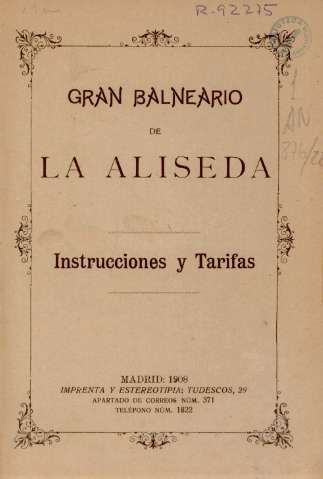 R-92275
GRAN BALNEARIO
DE
LA ALISEDA
Instrucciones y Tarifas
MADRID: 1908
IMPRENTA Y ESTEREOTIPIA: TUDESCOS, 29
APARTADO DE CORREOS NÚM. 371
TELÉFONO NÚM. 1822